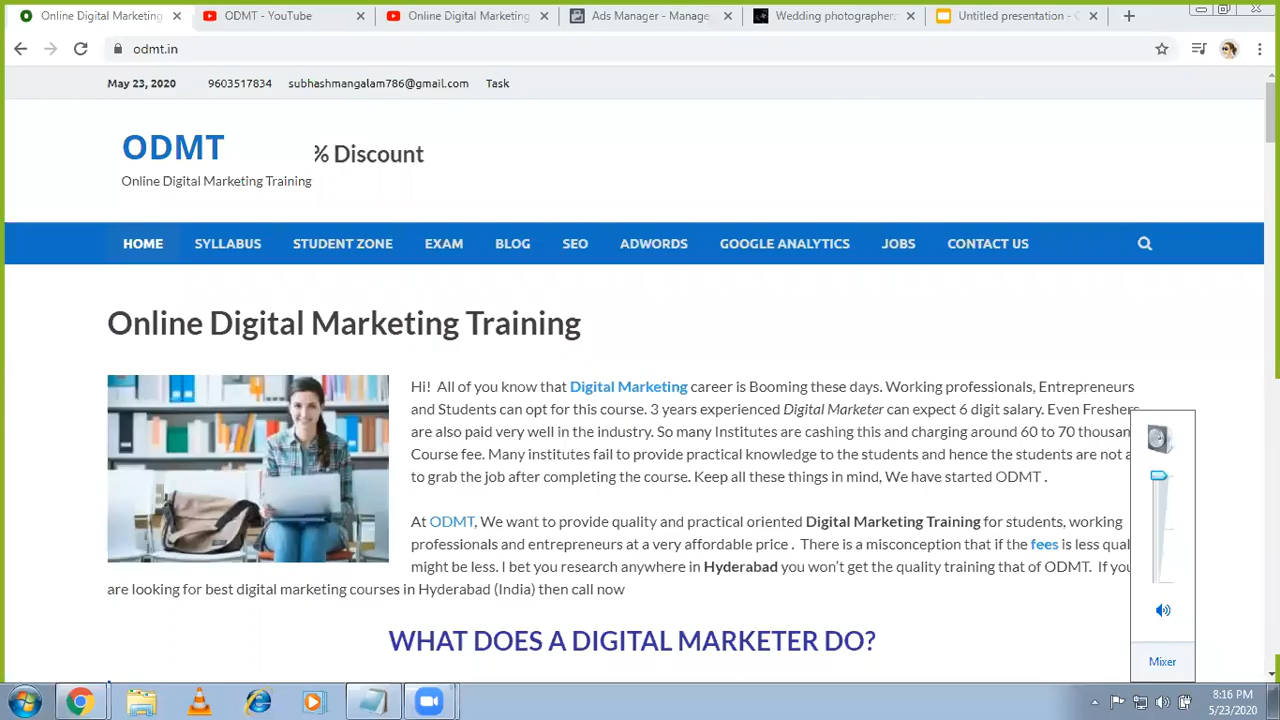 Online Digital Marketing
ODMT - YouTube
Online Digital Marketing
Ads Manager - Manage
Wedding photographer
Untitled presentation -
odmt.in
May 23, 2020 9603517834 subhashmangalam786@gmail.com Task
ODMT
% Discount
Online Digital Marketing Training
HOME SYLLABUS STUDENT ZONE EXAM BLOG SEO ADWORDS GOOGLE ANALYTICS JOBS CONTACT US
Online Digital Marketing Training
Hi! All of you know that Digital Marketing career is Booming these days. Working professionals, Entrepreneurs
and Students can opt for this course. 3 years experienced Digital Marketer can expect 6 digit salary. Even Freshers
are also paid very well in the industry. So many Institutes are cashing this and charging around 60 to 70 thousan
Course fee. Many institutes fail to provide practical knowledge to the students and hence the students are not a
to grab the job after completing the course. Keep all these things in mind, We have started ODMT .
At ODMT, We want to provide quality and practical oriented Digital Marketing Training for students, working
professionals and entrepreneurs at a very affordable price . There is a misconception that if the fees is less qual
might be less. I bet you research anywhere in Hyderabad you won't get the quality training that of ODMT. If you
are looking for best digital marketing courses in Hyderabad (India) then call now
WHAT DOES A DIGITAL MARKETER DO?
Mixer
8:16 PM
5/23/2020